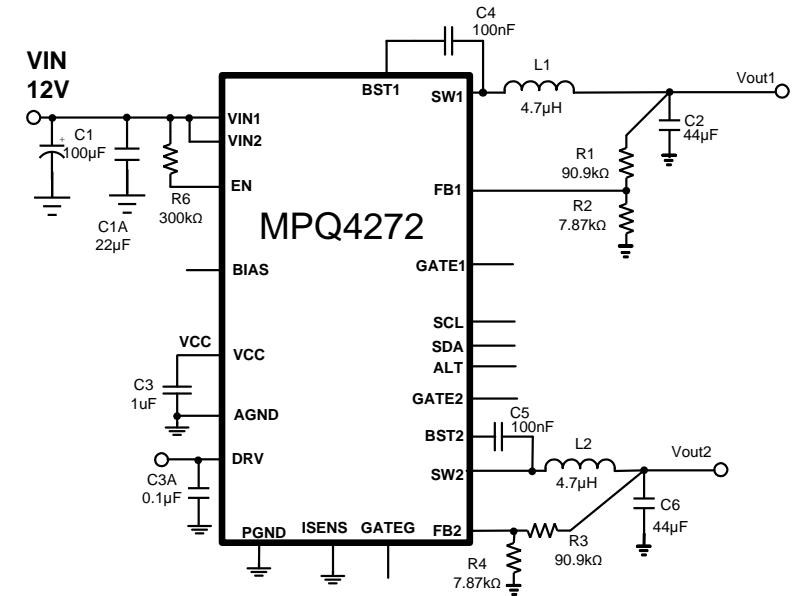 C4
100nF
VIN
12V
BST1
SW1
L1
4.7µH
Vout1
VIN1
VIN2
C1
+
100µF
C2
44µF
R1
90.9kΩ
EN
R6
300kΩ
FB1
R2
7.87kΩ
C1A
22µF
MPQ4272
BIAS
GATE1
SCL
VCC
VCC
SDA
ALT
C3
1uF
GATE2
AGND
C5
100nF
BST2
L2
Vout2
DRV
SW2
4.7µH
C3A
0.1µF
C6
44µF
PGND
ISENS
GATEG
FB2
R3
90.9kΩ
R4
7.87kΩ